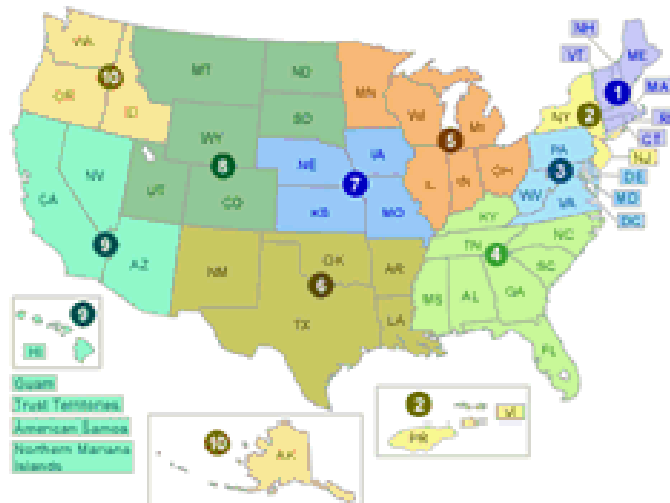 NH
WA
VT
ME
MT
ND
10
MA
OR
MN
1
ID
WI
NY
2
RI
SD
MI
CT
WY
5
PA
NJ
8
IA
NE
3
DE
NV
OH
7
IL
IN
MD
UT
WV
CA
CO
VA
KS
MO
DC
KY
NC
9
TN
4
AZ
OK
NM
AR
SC
6
MS
AL
GA
9
TX
LA
HI
FL
Guam
Trust Territories
2
VI
American Samoa
PR
10
Northern Mariana
Islands
AK